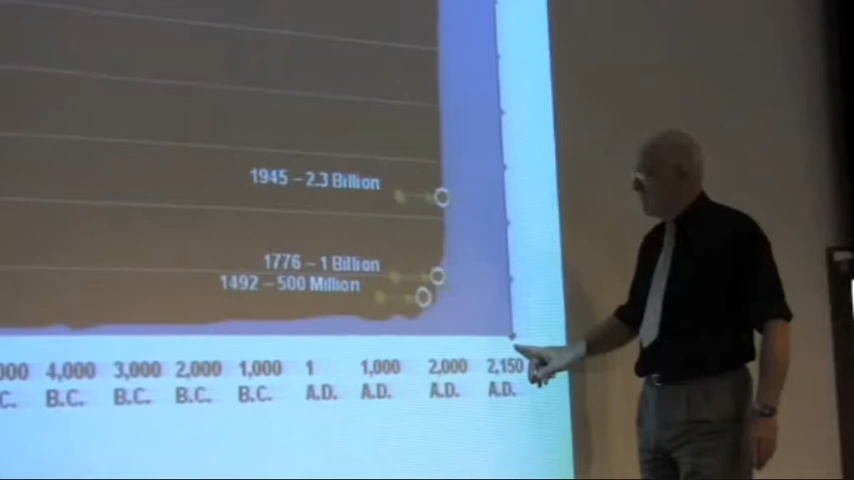 1945 – 2.3 Billion
1776 – 1 Billion
1492 – 500 Million
000 4,000 3,000 2,000 1,000 1 1,000 2,000 2,150
C. B.C. B.C. B.C. B.C. A.D. A.D. A.D. A.D.